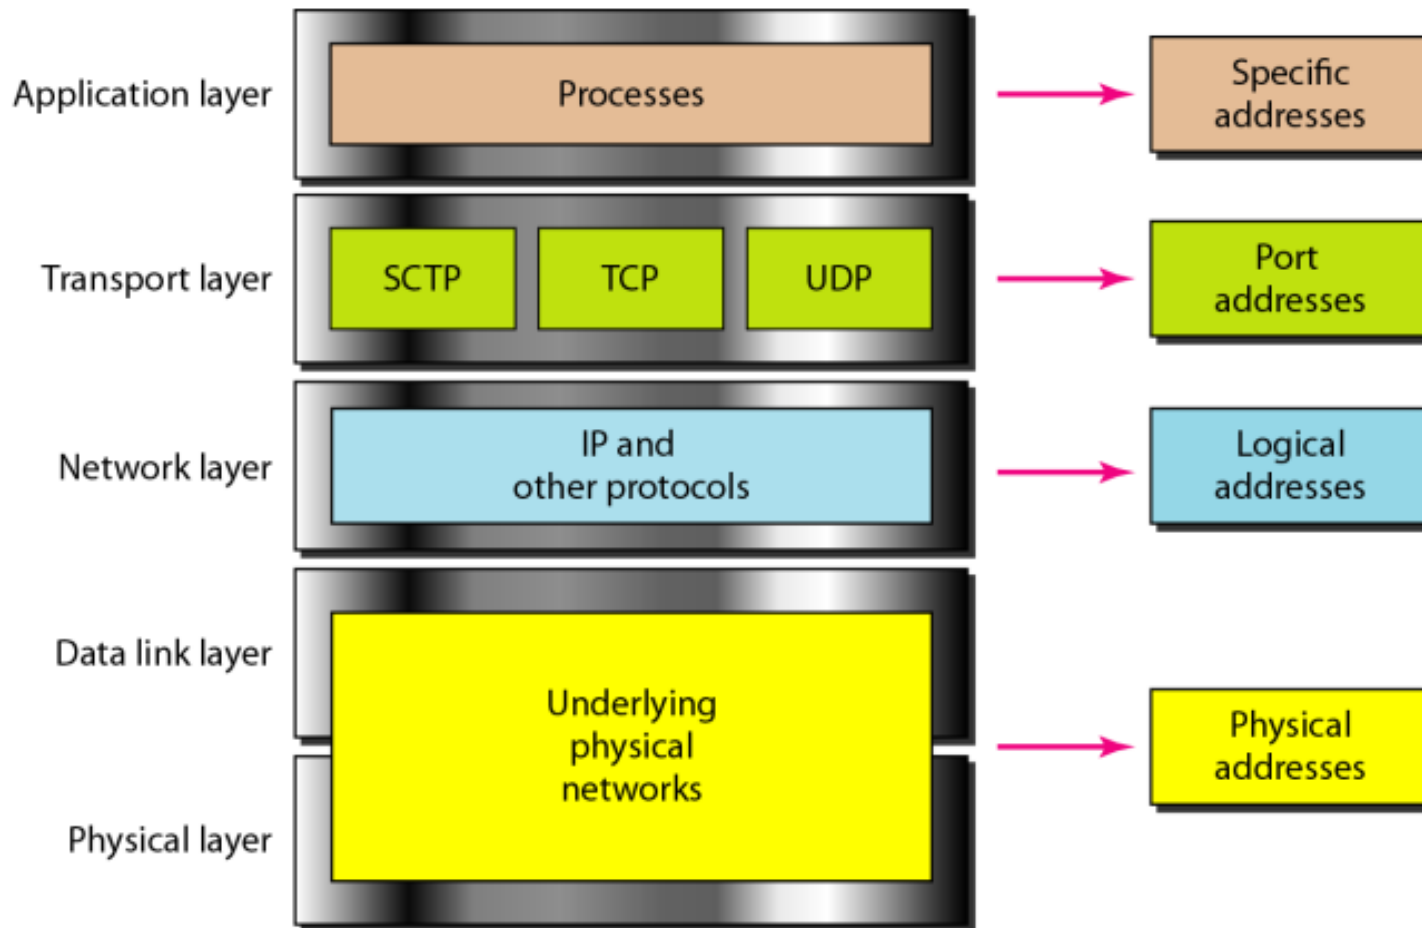 Application layer
Processes
Specific
addresses
Transport layer
SCTP
TCP
UDP
Port
addresses
Network layer
IP and
other protocols
Logical
addresses
Data link layer
Underlying
physical
networks
Physical
addresses
Physical layer